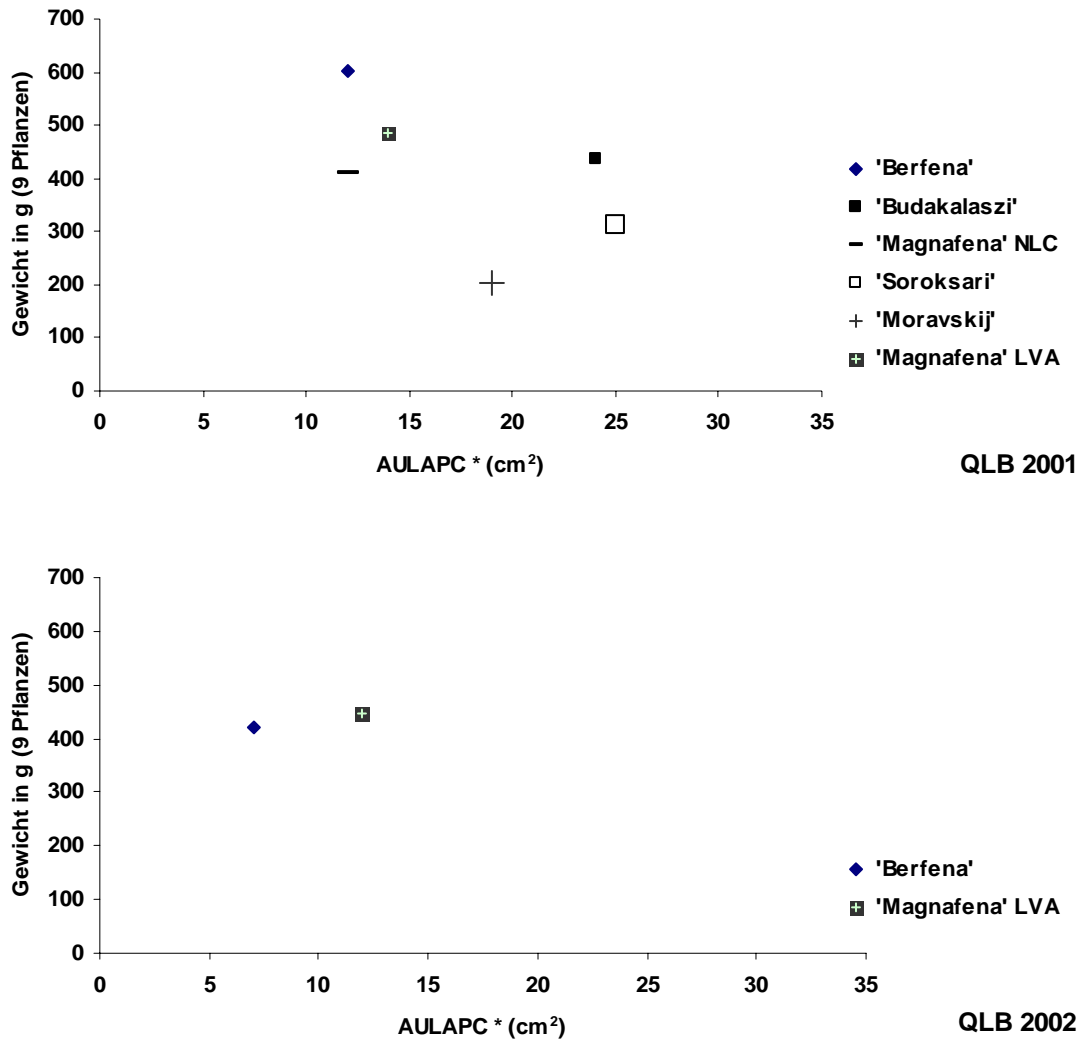 700
600
500
400
300
200
100
0
Gewicht in g (9 Pflanzen)
0 5 10 15 20 25 30 35
AULAPC * (cm²)
'Berfena'
'Budakalaszi'
'Magnafena' NLC
'Soroksari'
'Moravskij'
'Magnafena' LVA
QLB 2001
700
600
500
400
300
200
100
0
Gewicht in g (9 Pflanzen)
0 5 10 15 20 25 30 35
AULAPC * (cm²)
'Berfena'
'Magnafena' LVA
QLB 2002